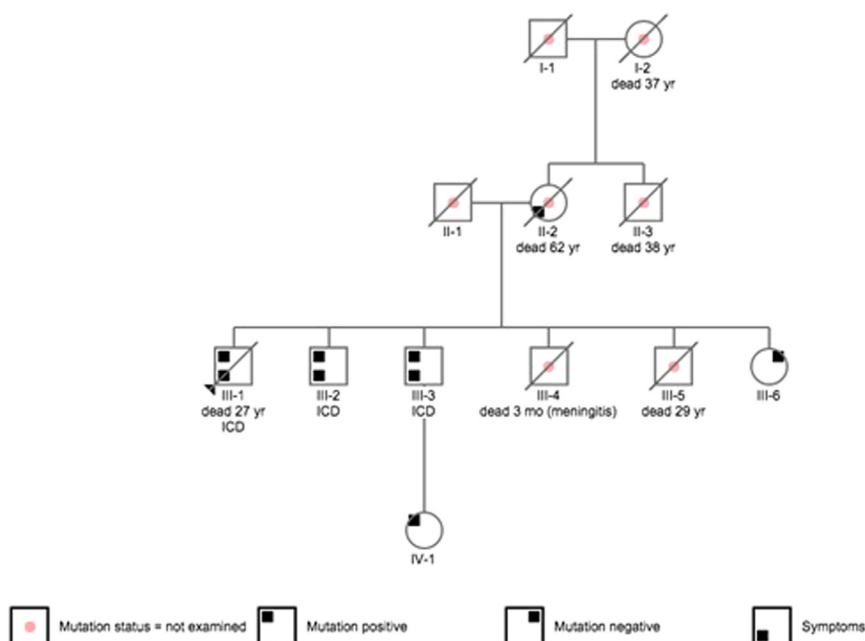 I-1
I-2
dead 37 yr
II-1
II-2
dead 62 yr
II-3
dead 38 yr
III-1
dead 27 yr
ICD
III-2
ICD
III-3
ICD
III-4
dead 3 mo (meningitis)
III-5
dead 29 yr
III-6
IV-1
Mutation status = not examined
Mutation positive
Mutation negative
Symptoms